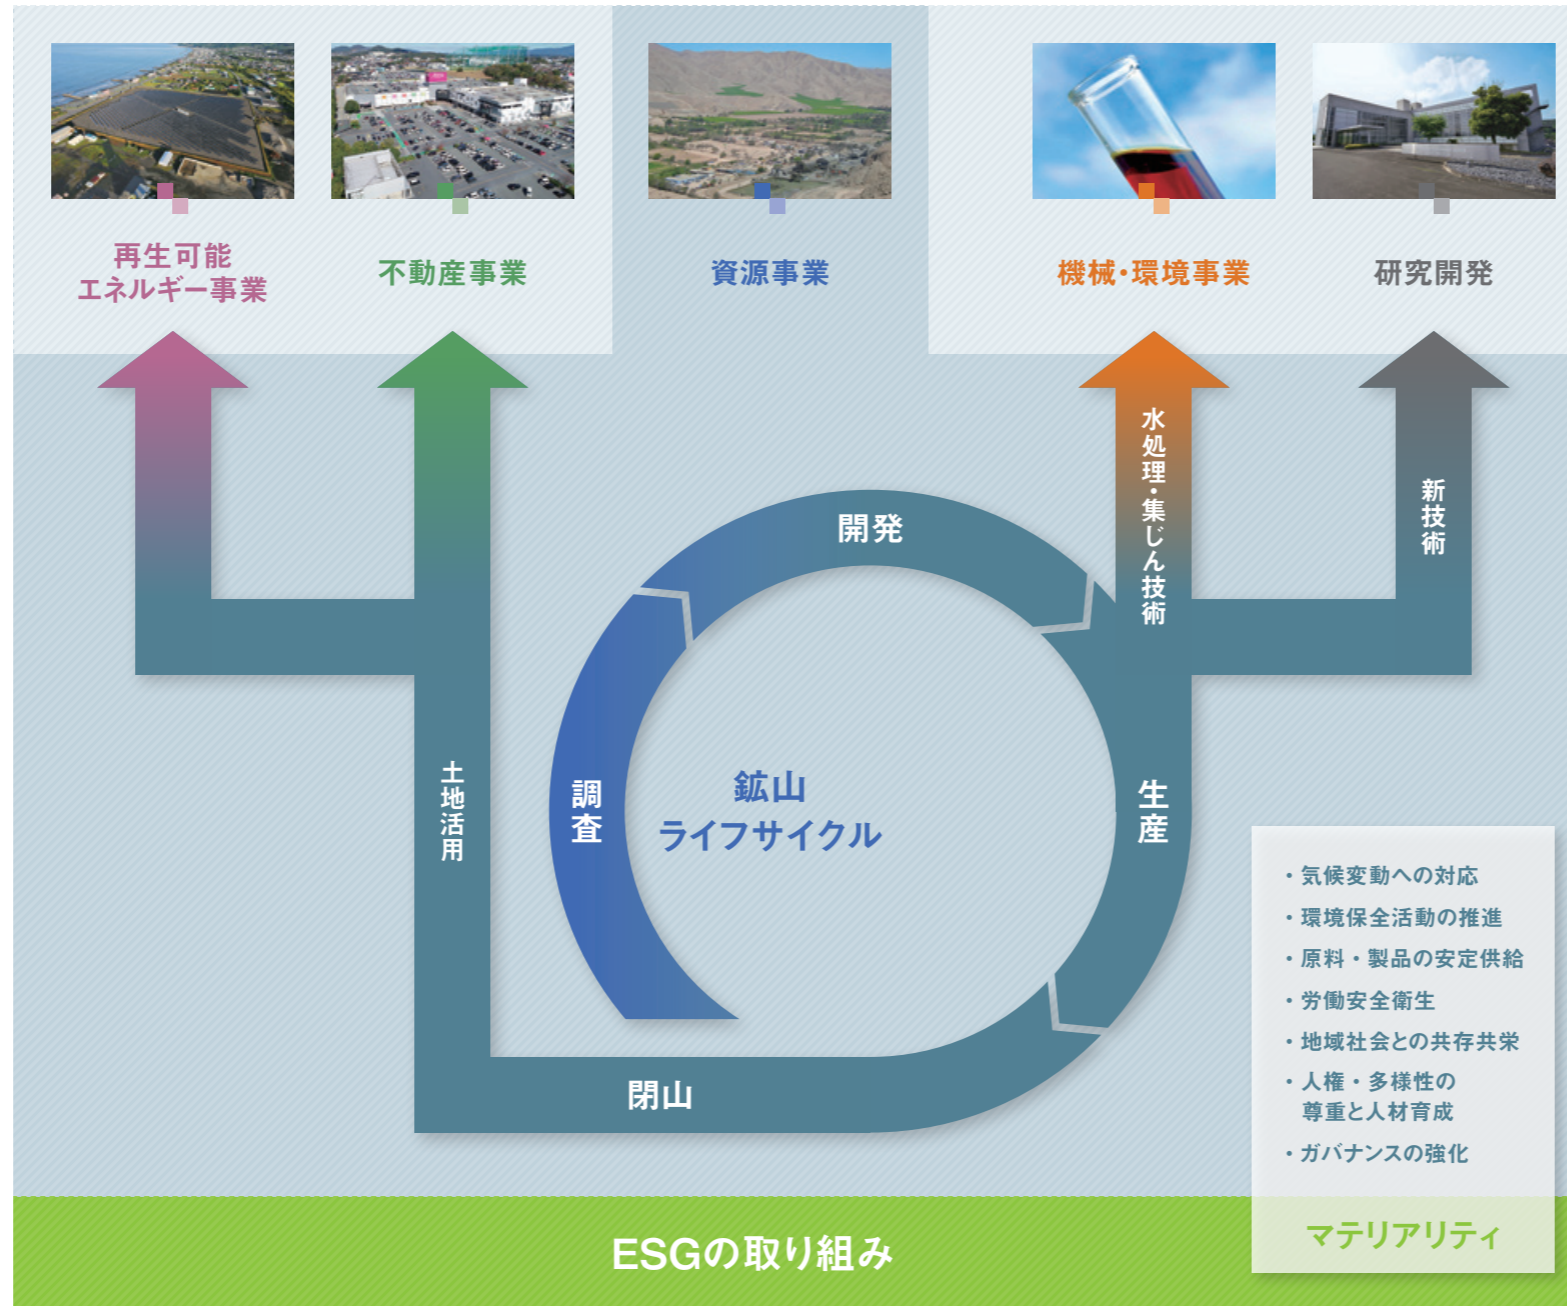 再生可能
エネルギー事業
不動産事業
資源事業
機械・環境事業
研究開発
水処理・集じん技術
新技術
開発
調査
鉱山
ライフサイクル
生産
土地活用
閉山
・気候変動への対応
・環境保全活動の推進
・原料・製品の安定供給
・労働安全衛生
・地域社会との共存共栄
・人権・多様性の
尊重と人材育成
・ガバナンスの強化
マテリアリティ
ESGの取り組み